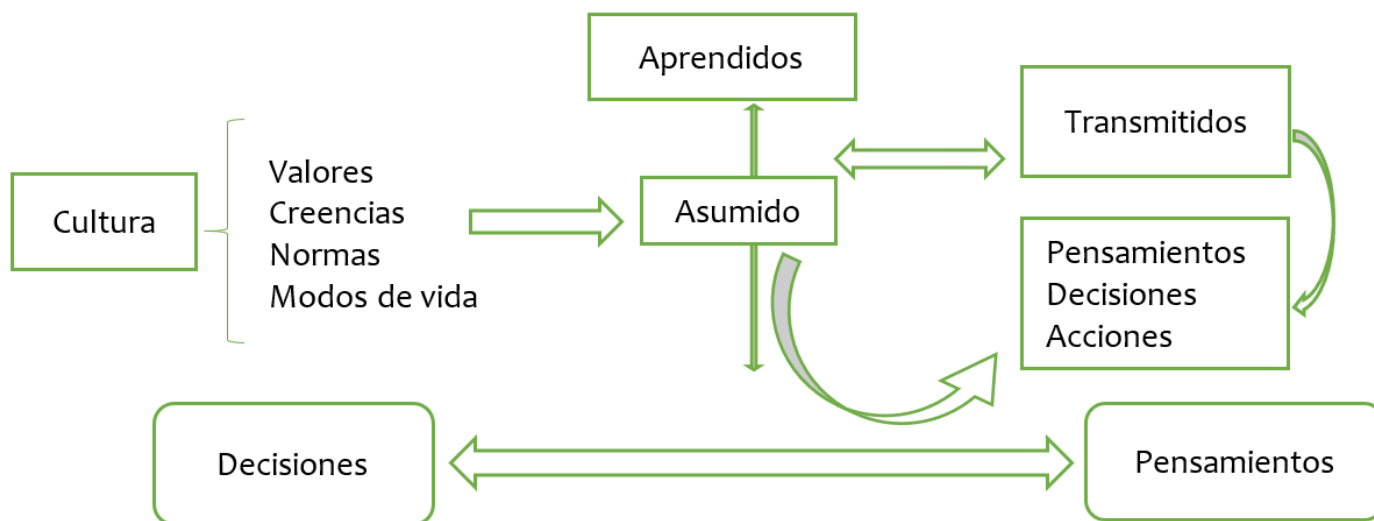 Aprendidos
Transmitidos
Cultura
Valores
Creencias
Normas
Modos de vida
Asumido
Pensamientos
Decisiones
Acciones
Decisiones
Pensamientos